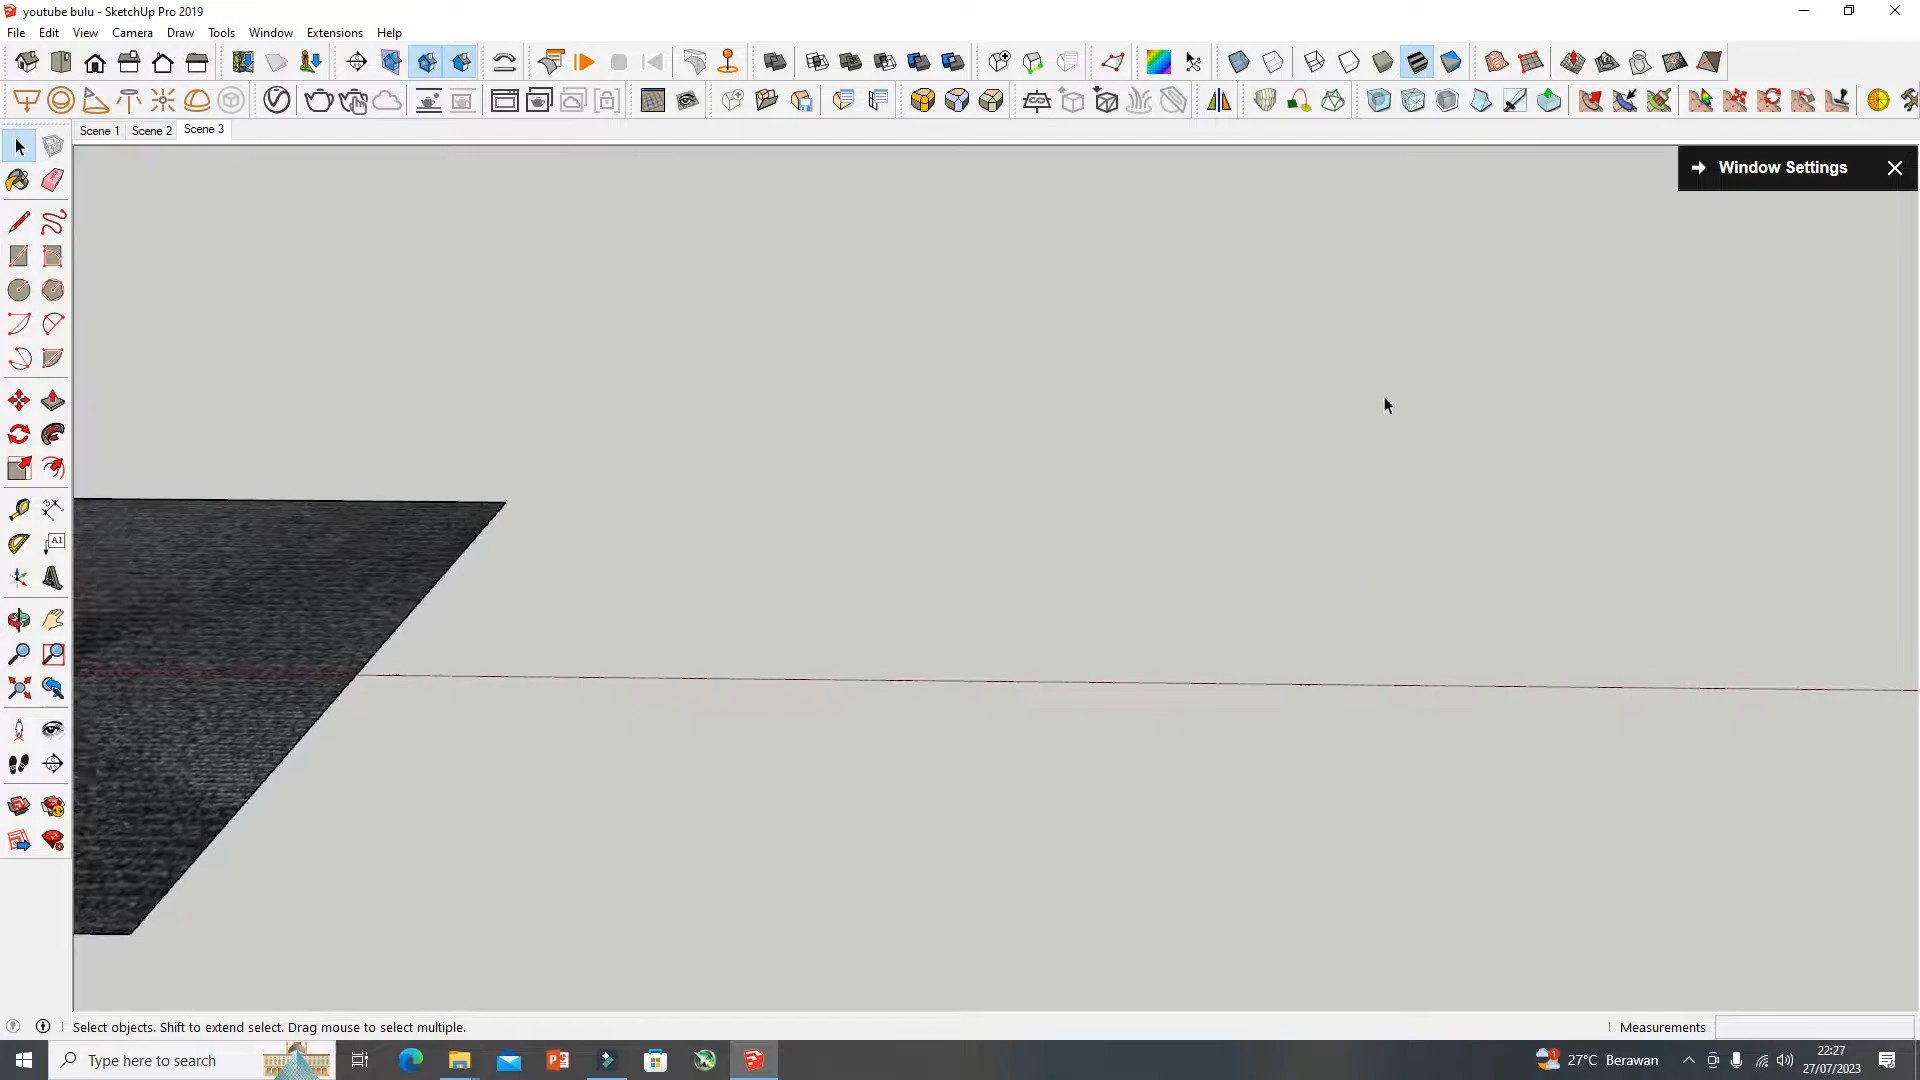 youtube bulu - SketchUp Pro 2019
File Edit View Camera Draw Tools Window Extensions Help
Scene 1 Scene 2 Scene 3
Window Settings
A1
Select objects. Shift to extend select. Drag mouse to select multiple.
Measurements
Type here to search
27°C Berawan
22:27
27/07/2023